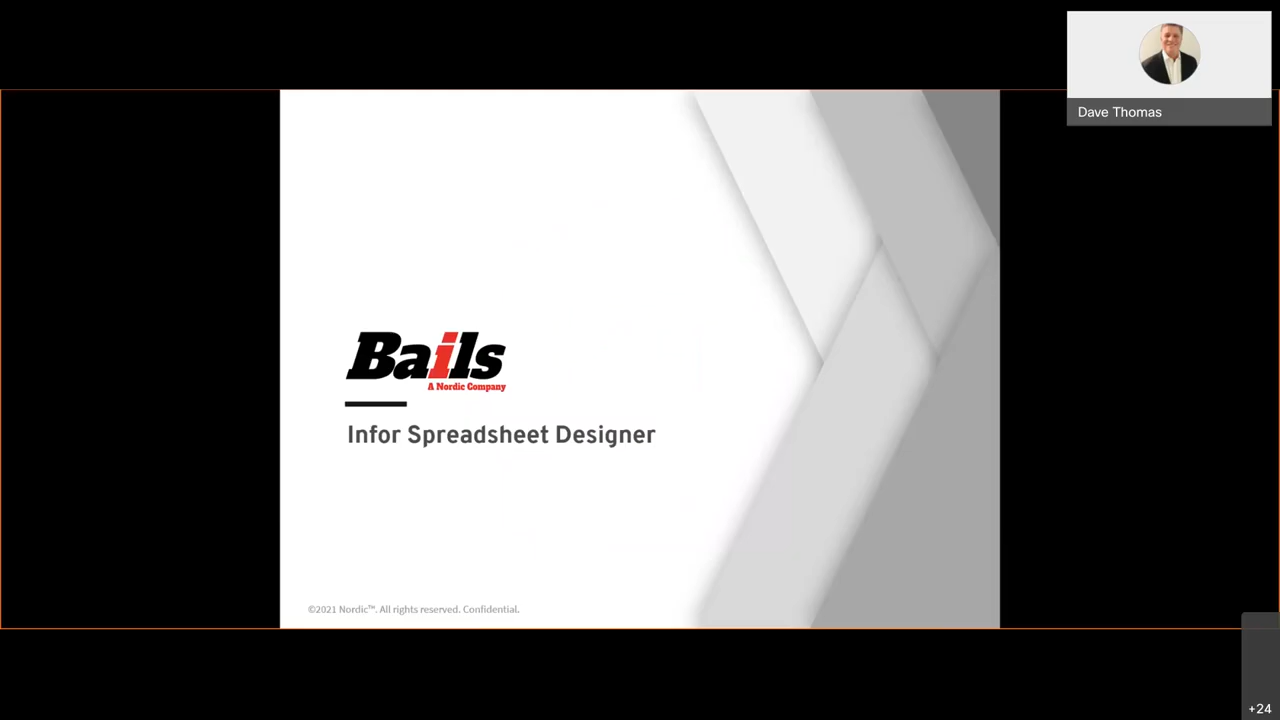 Dave Thomas
Bails
A Nordic Company
Infor Spreadsheet Designer
©2021 Nordic™. All rights reserved. Confidential.
+24